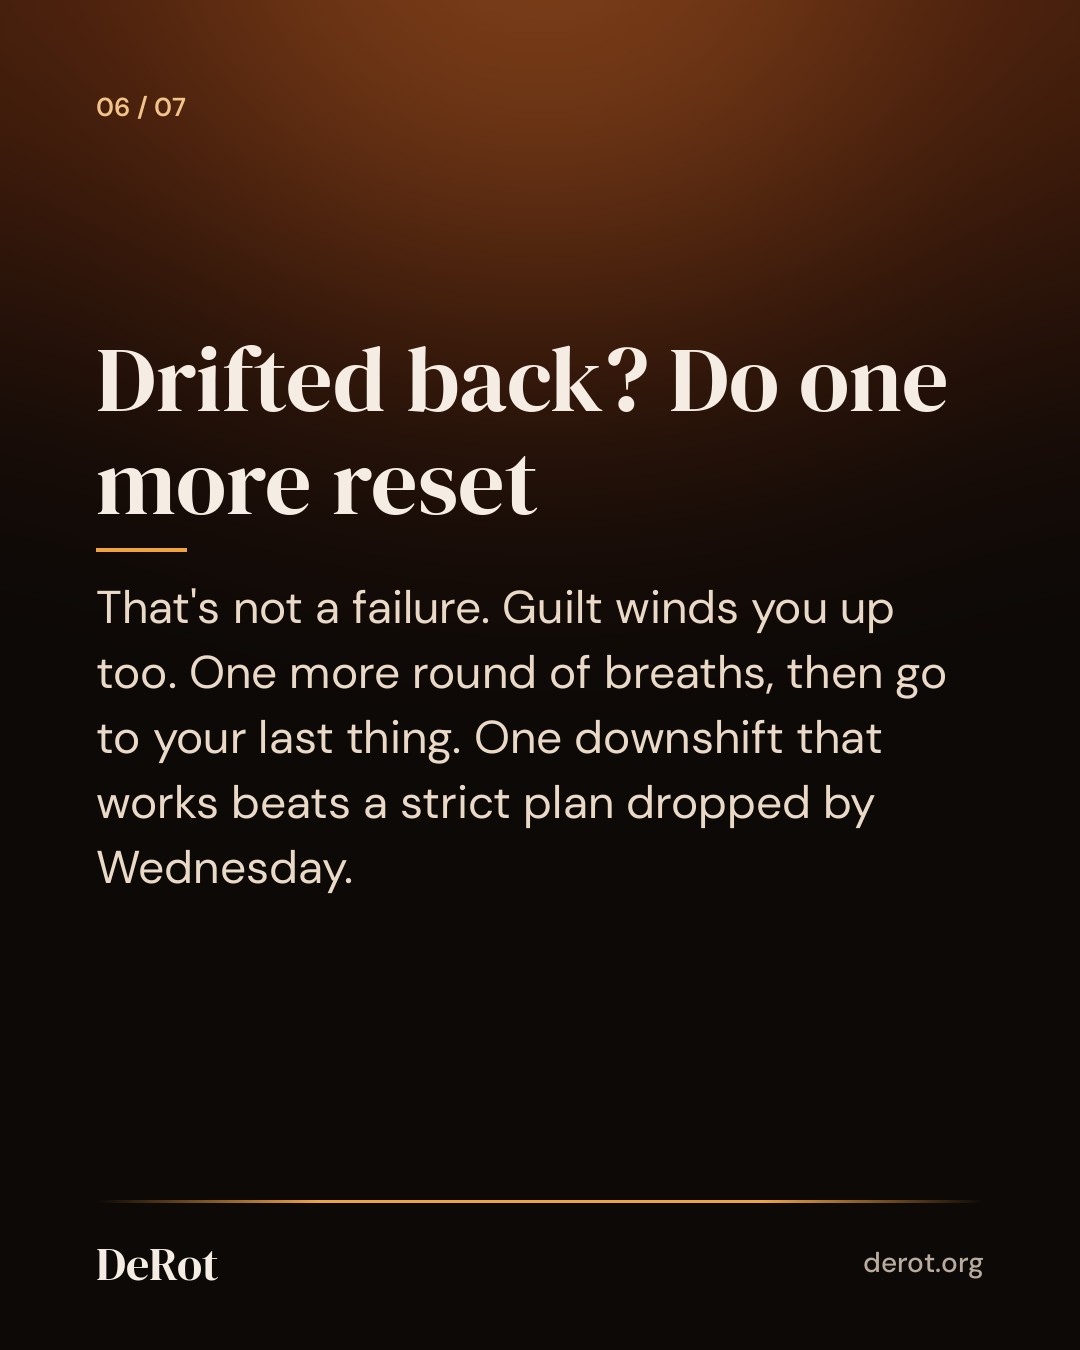 06 / 07
Drifted back? Do one
more reset
That's not a failure. Guilt winds you up
too. One more round of breaths, then go
to your last thing. One downshift that
works beats a strict plan dropped by
Wednesday.
DeRot
derot.org